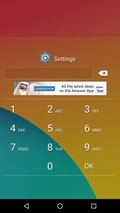 Settings
All the latest deals
on the Amazon App
1
2 ABC
3 DEF
4 GHI
5 JKL
6 MNO
7 PQRS
8 TUV
9 WXYZ
0
OK